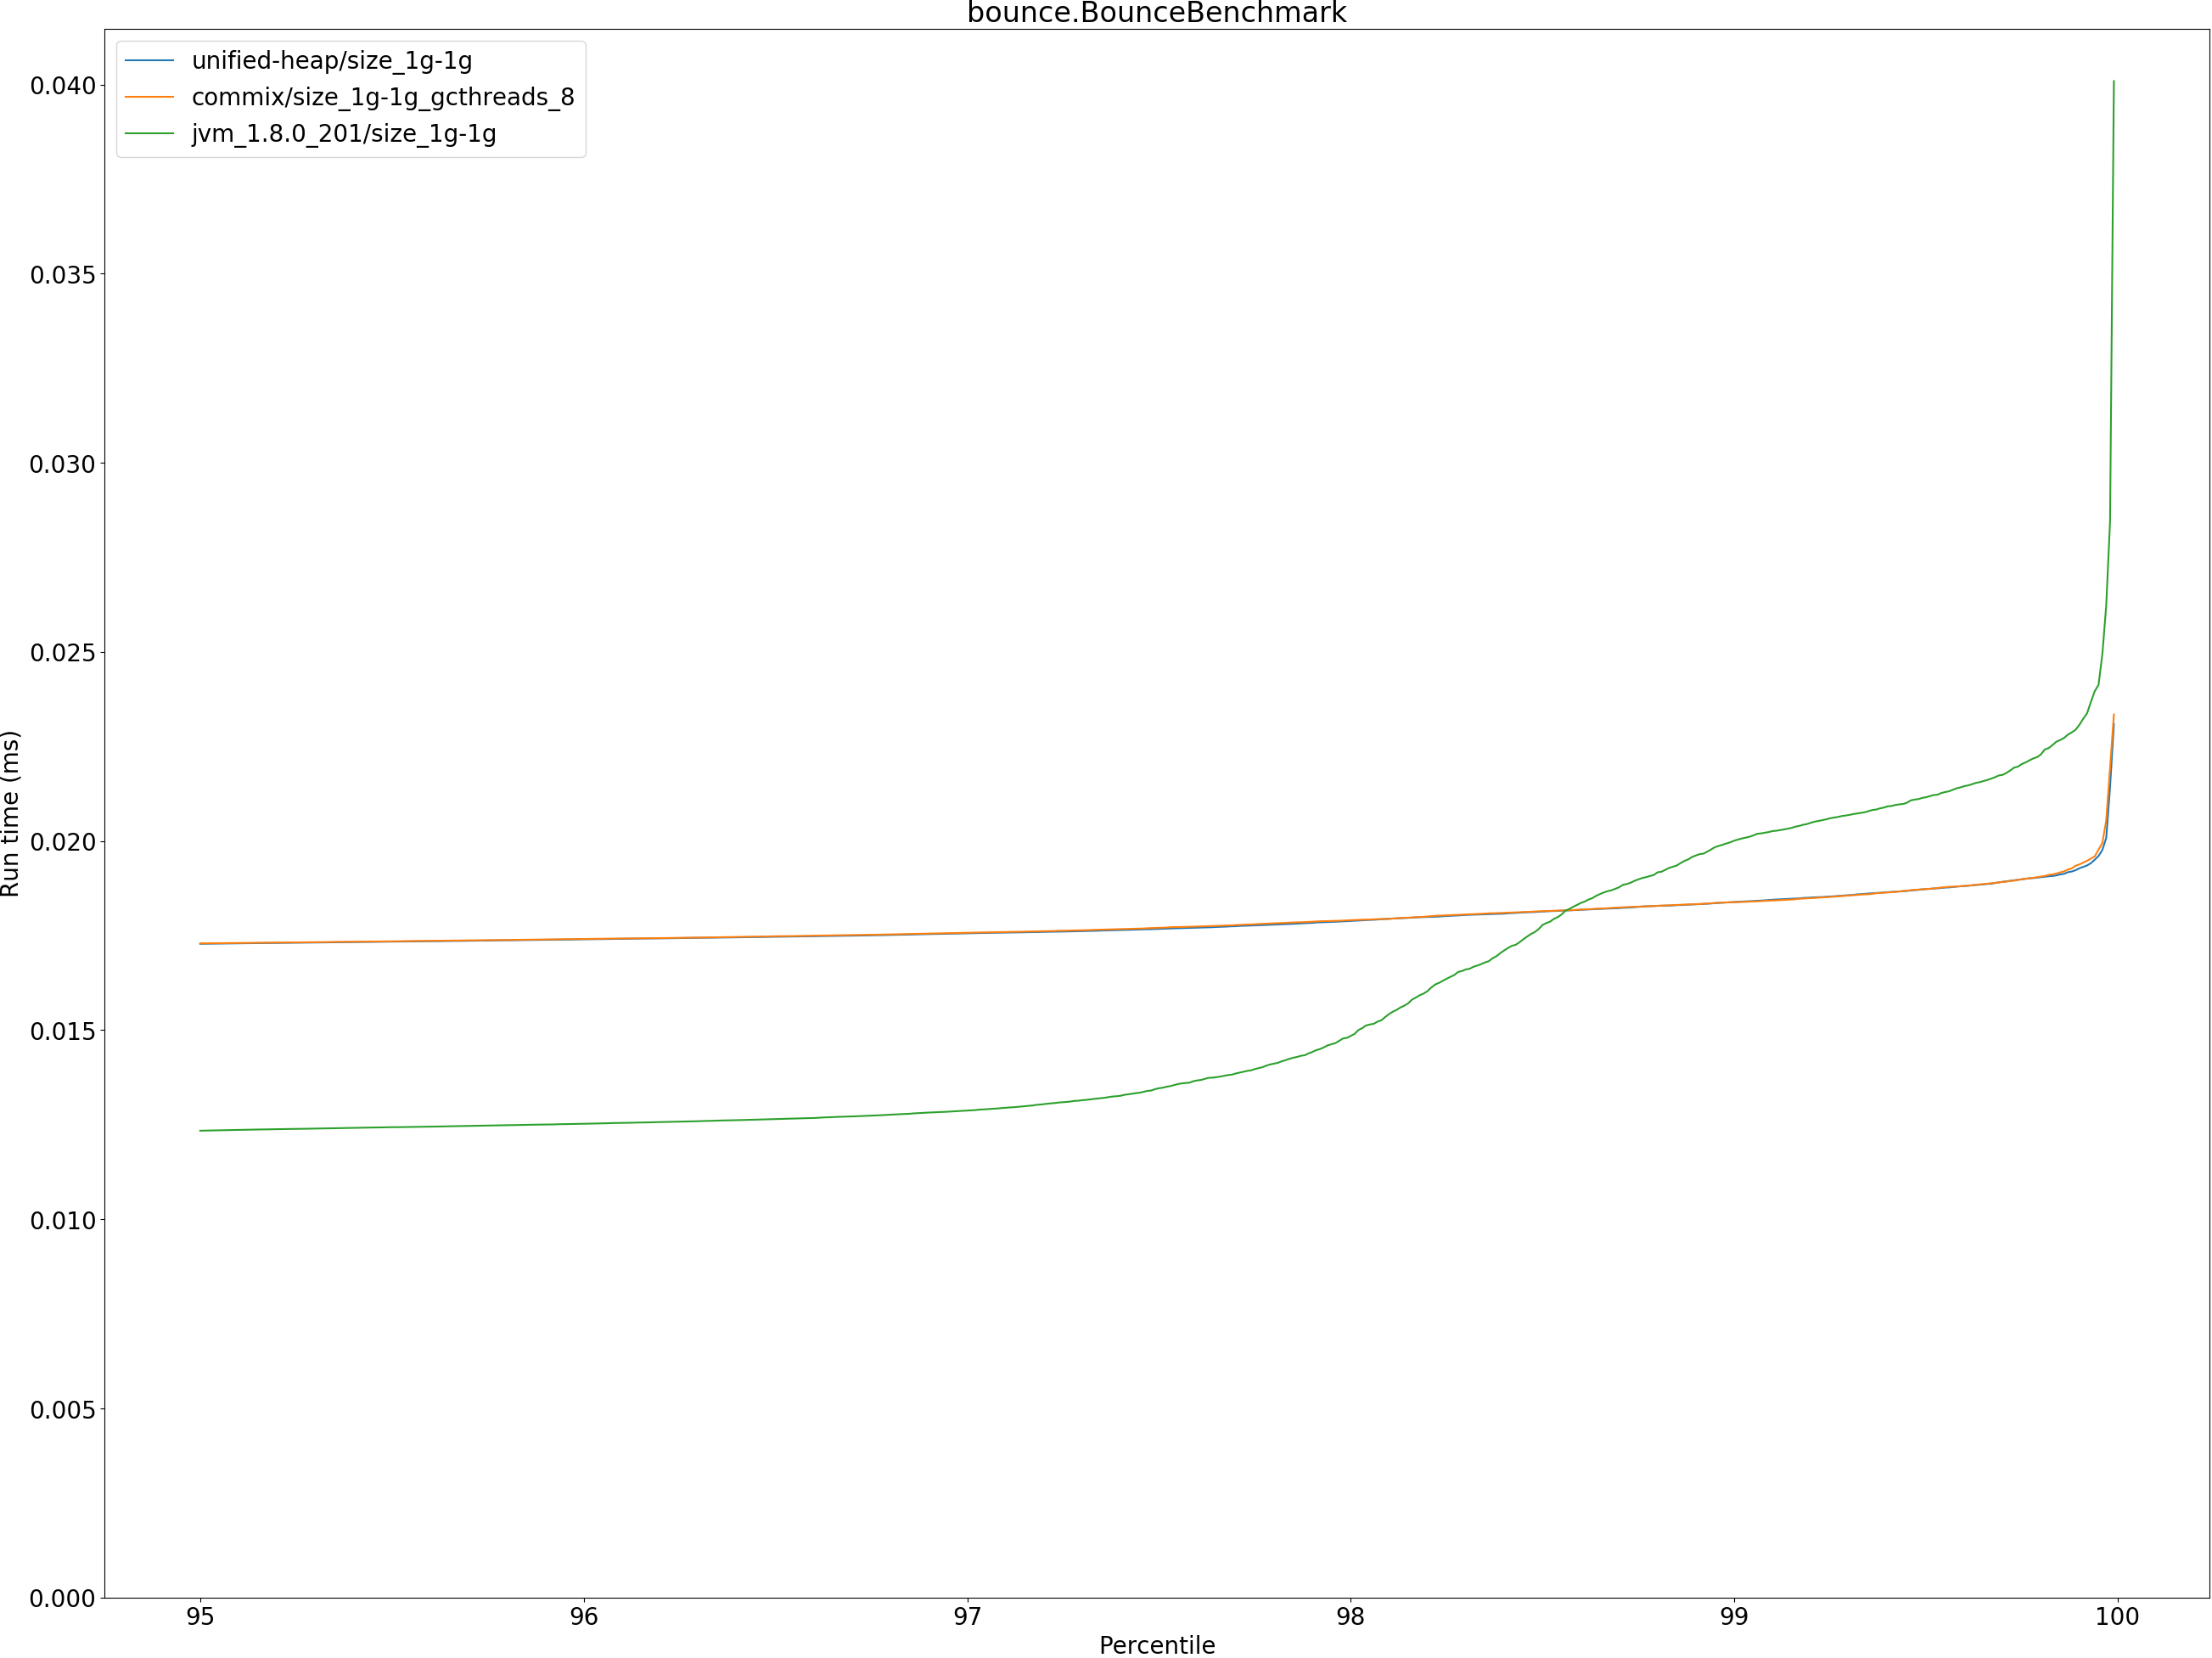 bounce.BounceBenchmark
unified-heap/size_1g-1g
commix/size_1g-1g_gcthreads_8
jvm_1.8.0_201/size_1g-1g
0.040
0.035
0.030
0.025
0.020
0.015
0.010
0.005
0.000
Run time (ms)
95 96 97 98 99 100
Percentile